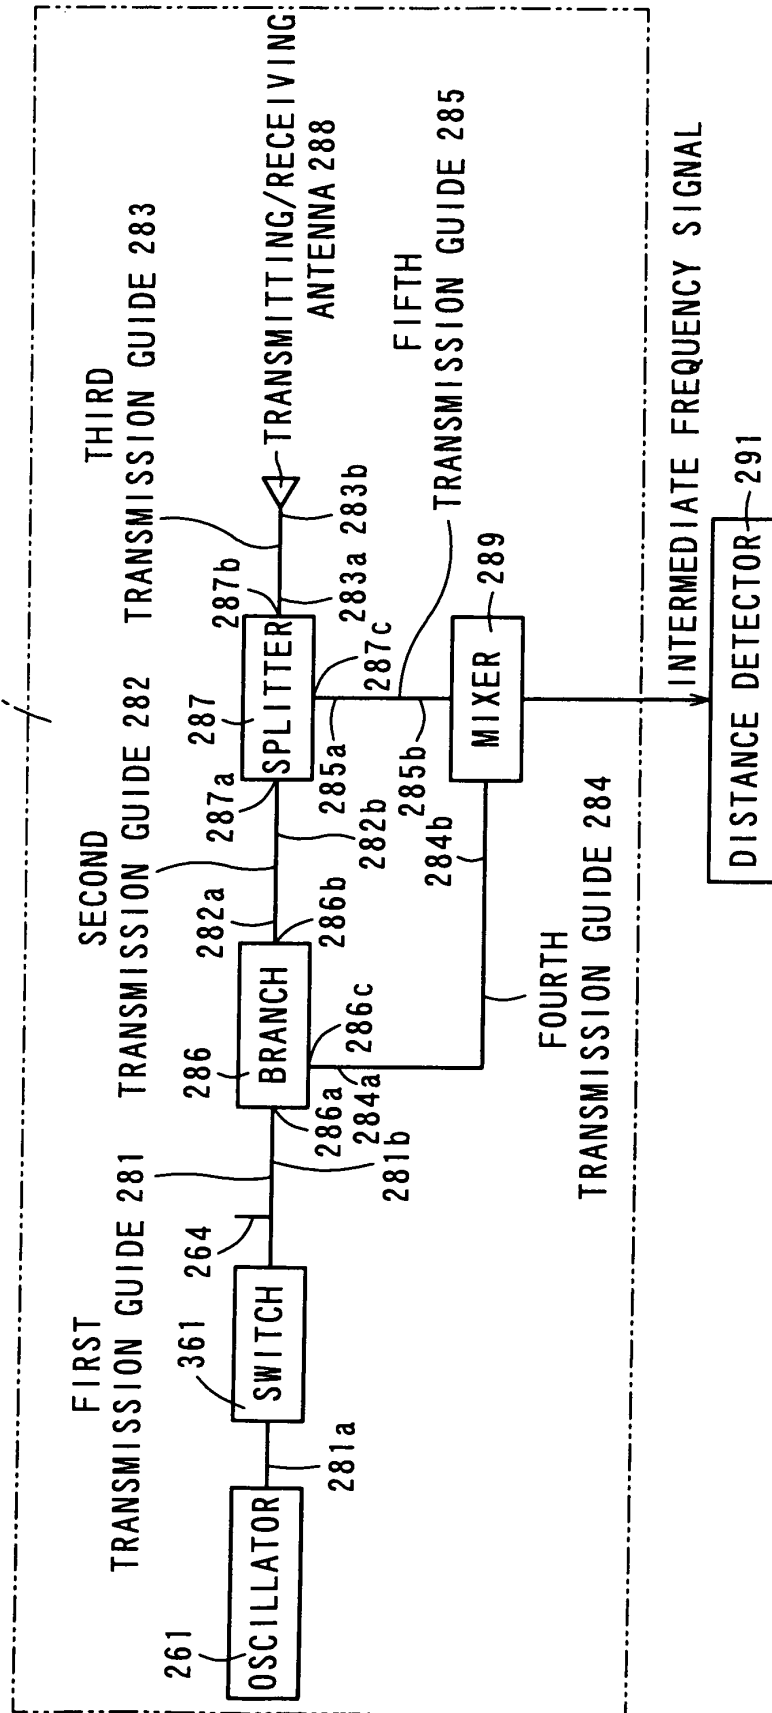 FIRST
TRANSMISSION GUIDE 281
SECOND
TRANSMISSION GUIDE 282
THIRD
TRANSMISSION GUIDE 283
261
OSCILLATOR
281a
361
SWITCH
264
281b
286a
286
BRANCH
286b
286c
284a
282a
282b
287a
287
SPLITTER
287b
287c
283a
283b
TRANSMITTING/RECEIVING
ANTENNA 288
285a
285b
FIFTH
TRANSMISSION GUIDE 285
284b
MIXER
289
FOURTH
TRANSMISSION GUIDE 284
INTERMEDIATE FREQUENCY SIGNAL
DISTANCE DETECTOR
291